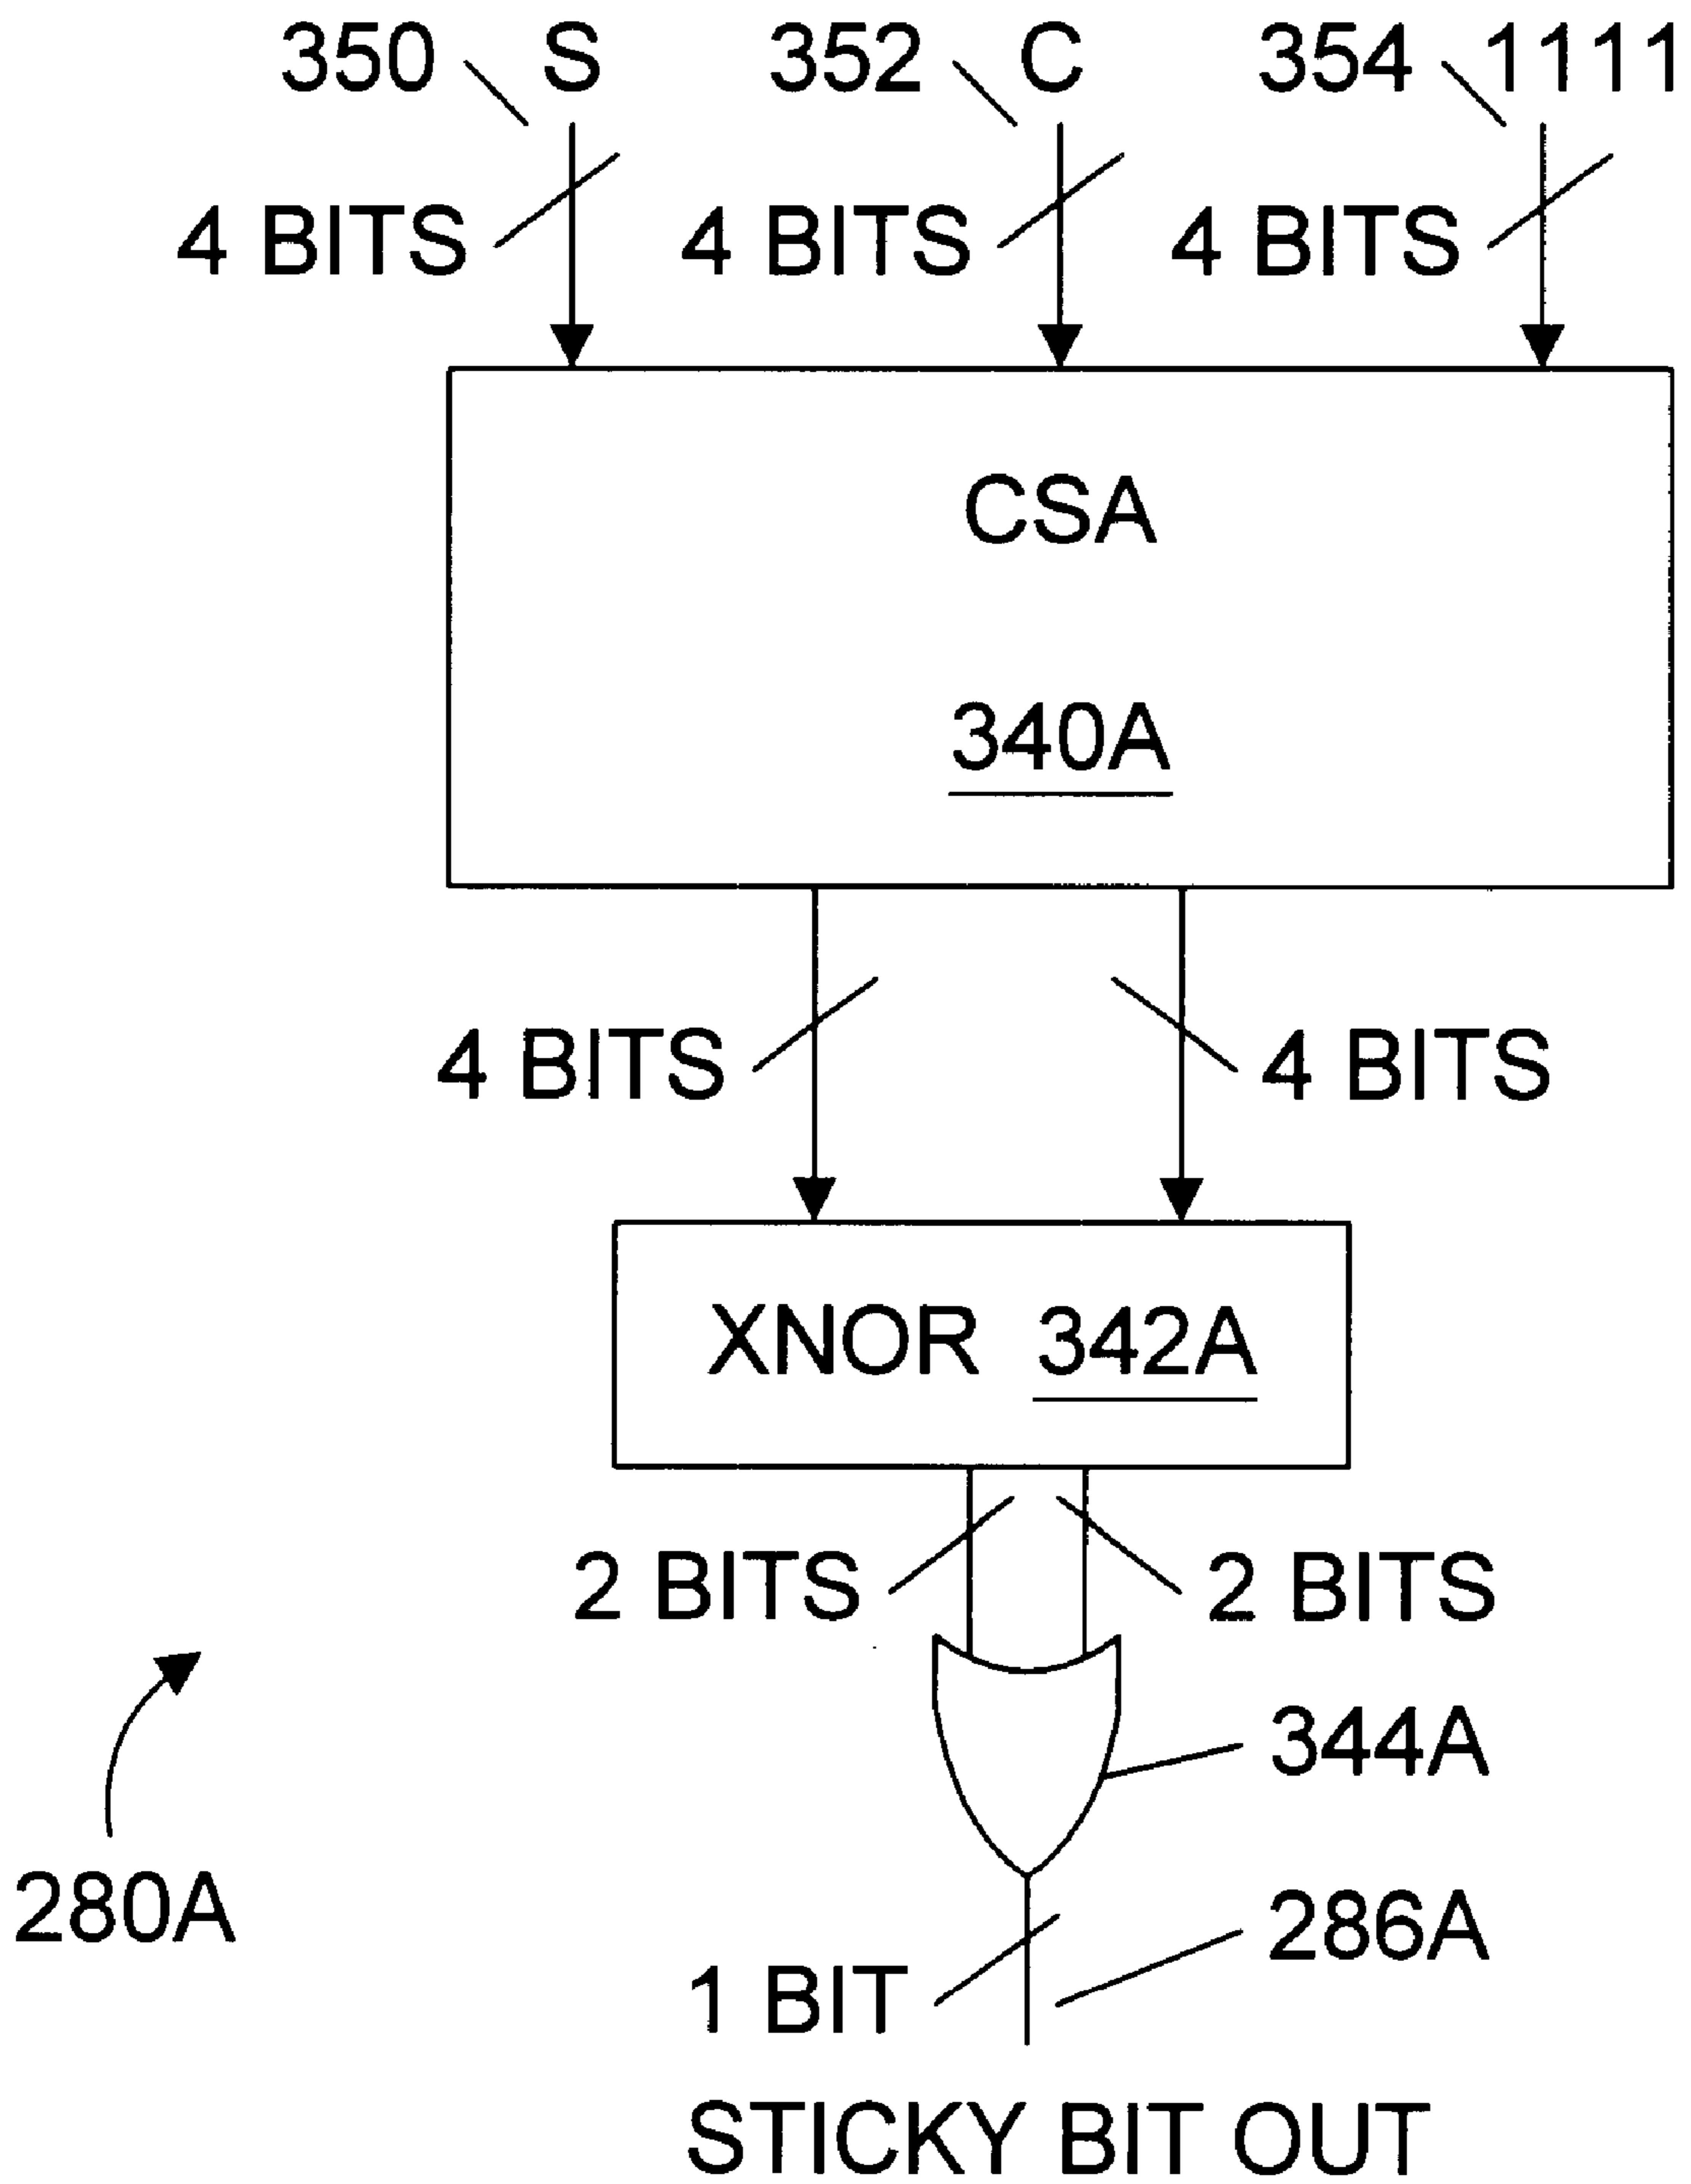 350 S 352 C 354 1111
4 BITS 4 BITS 4 BITS
CSA
340A
4 BITS 4 BITS
XNOR 342A
2 BITS 2 BITS
344A
280A
286A
1 BIT
STICKY BIT OUT